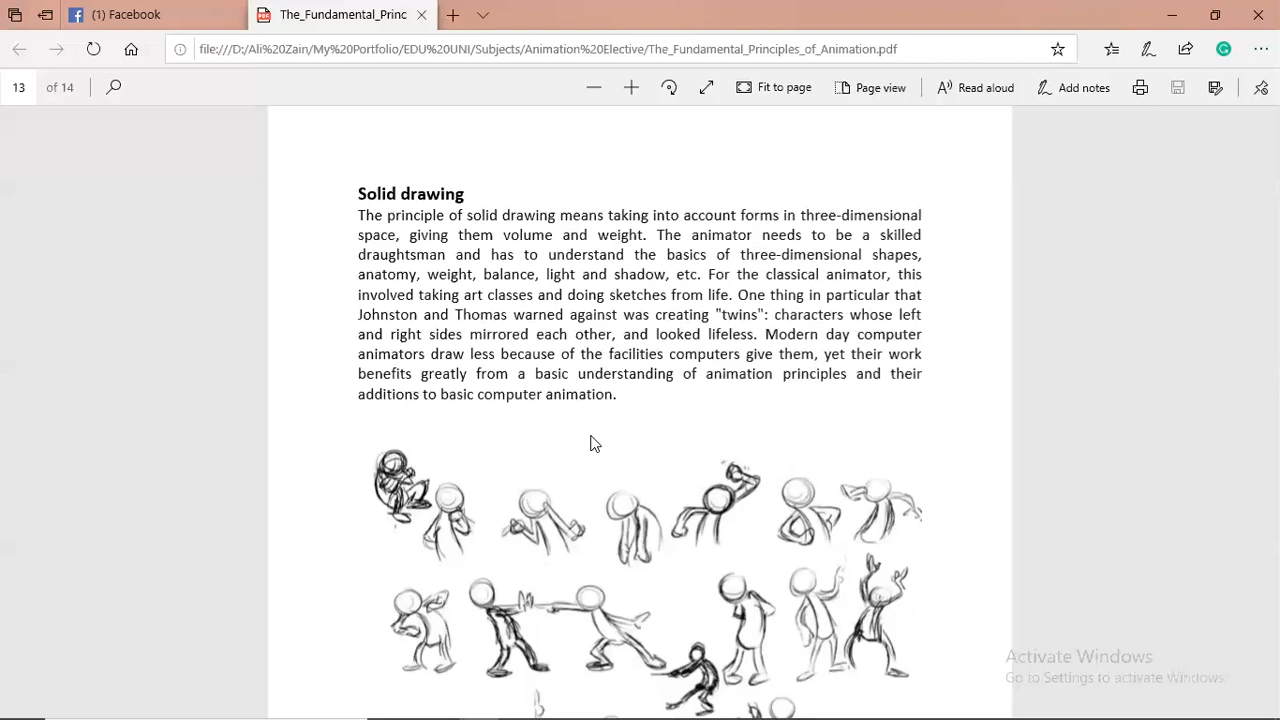 (1) Facebook
The_Fundamental_Princ
file:///D:/Ali%20Zain/My%20Portfolio/EDU%20UNI/Subjects/Animation%20Elective/The_Fundamental_Principles_of_Animation.pdf
13 of 14
Fit to page
Page view
Read aloud
Add notes
Solid drawing
The principle of solid drawing means taking into account forms in three-dimensional
space, giving them volume and weight. The animator needs to be a skilled
draughtsman and has to understand the basics of three-dimensional shapes,
anatomy, weight, balance, light and shadow, etc. For the classical animator, this
involved taking art classes and doing sketches from life. One thing in particular that
Johnston and Thomas warned against was creating "twins": characters whose left
and right sides mirrored each other, and looked lifeless. Modern day computer
animators draw less because of the facilities computers give them, yet their work
benefits greatly from a basic understanding of animation principles and their
additions to basic computer animation.
Activate Windows
Go to Settings to activate Windows.